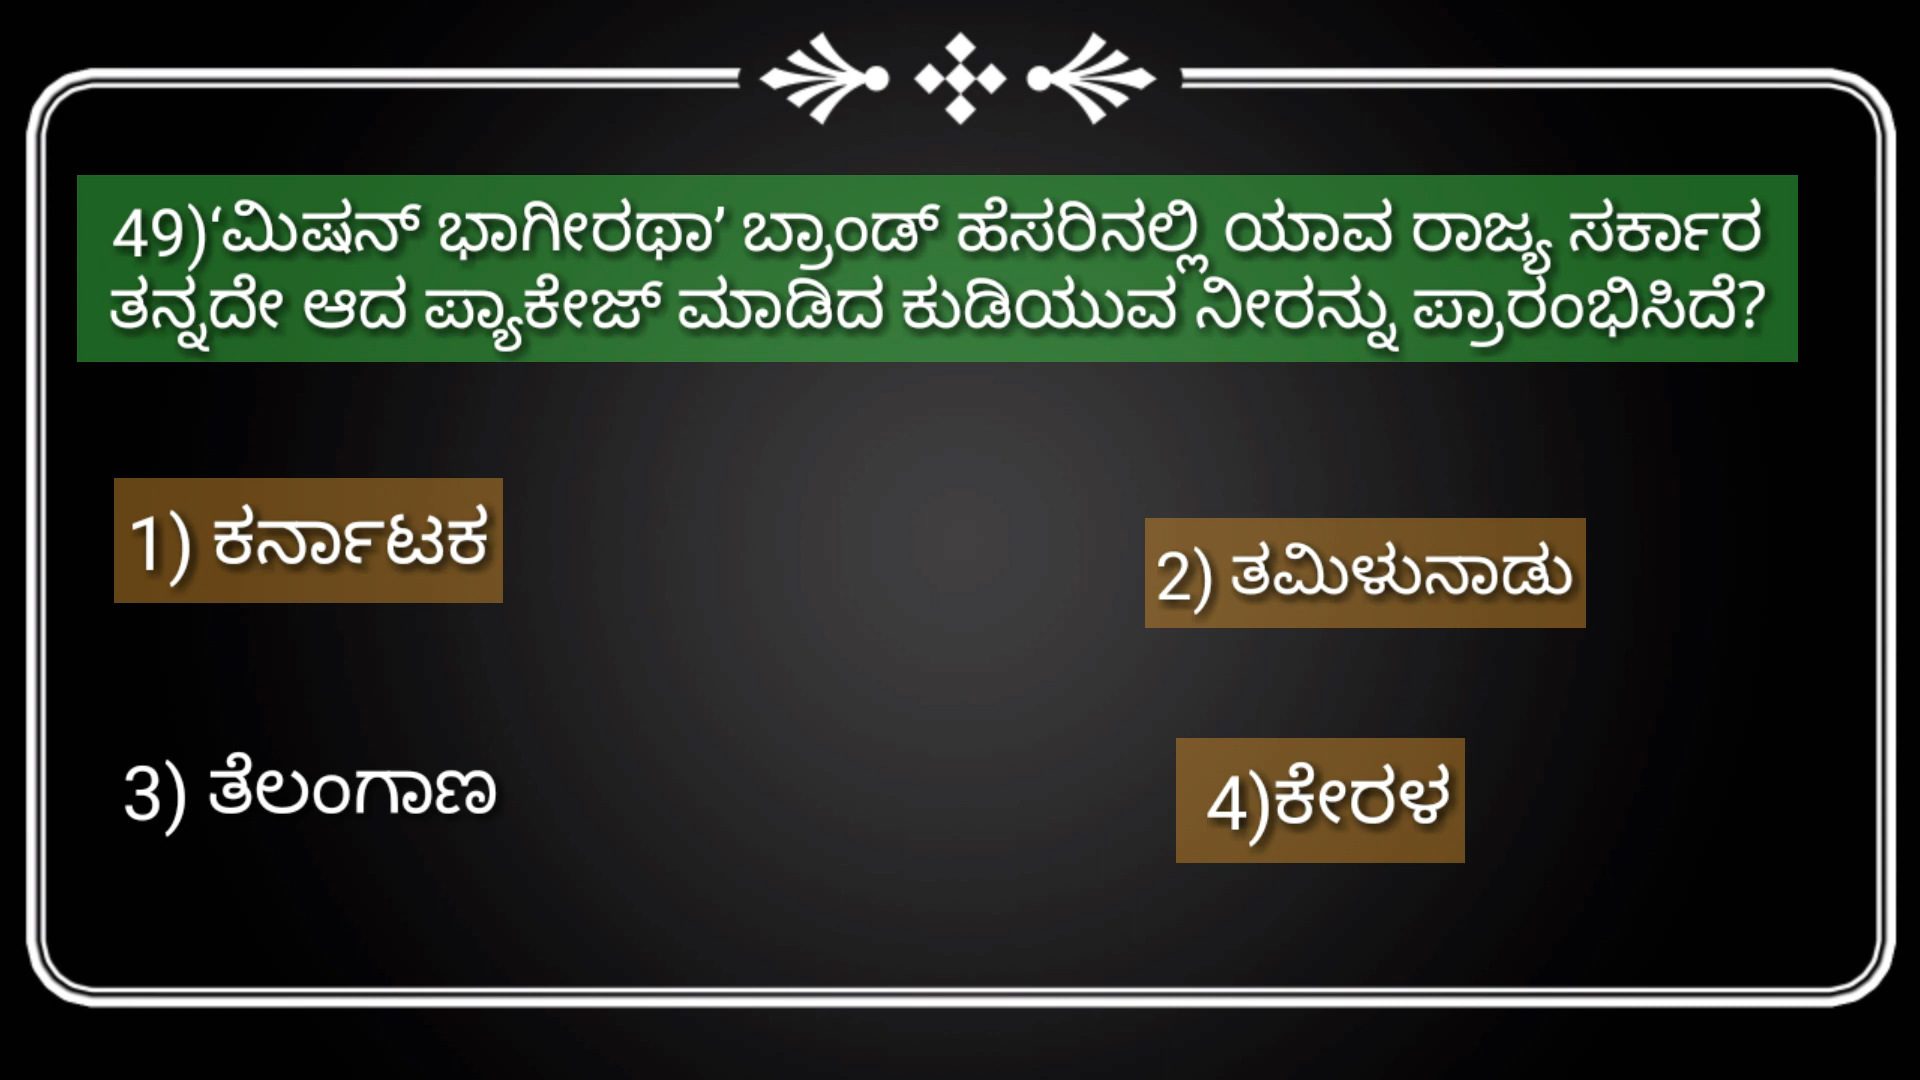 49)‘ಮಿಷನ್ ಭಾಗೀರಥಾ’ ಬ್ರಾಂಡ್ ಹೆಸರಿನಲ್ಲಿ ಯಾವ ರಾಜ್ಯ ಸರ್ಕಾರ
ತನ್ನದೇ ಆದ ಪ್ಯಾಕೇಜ್ ಮಾಡಿದ ಕುಡಿಯುವ ನೀರನ್ನು ಪ್ರಾರಂಭಿಸಿದೆ?
1) ಕರ್ನಾಟಕ
2) ತಮಿಳುನಾಡು
3) ತೆಲಂಗಾಣ
4)ಕೇರಳ